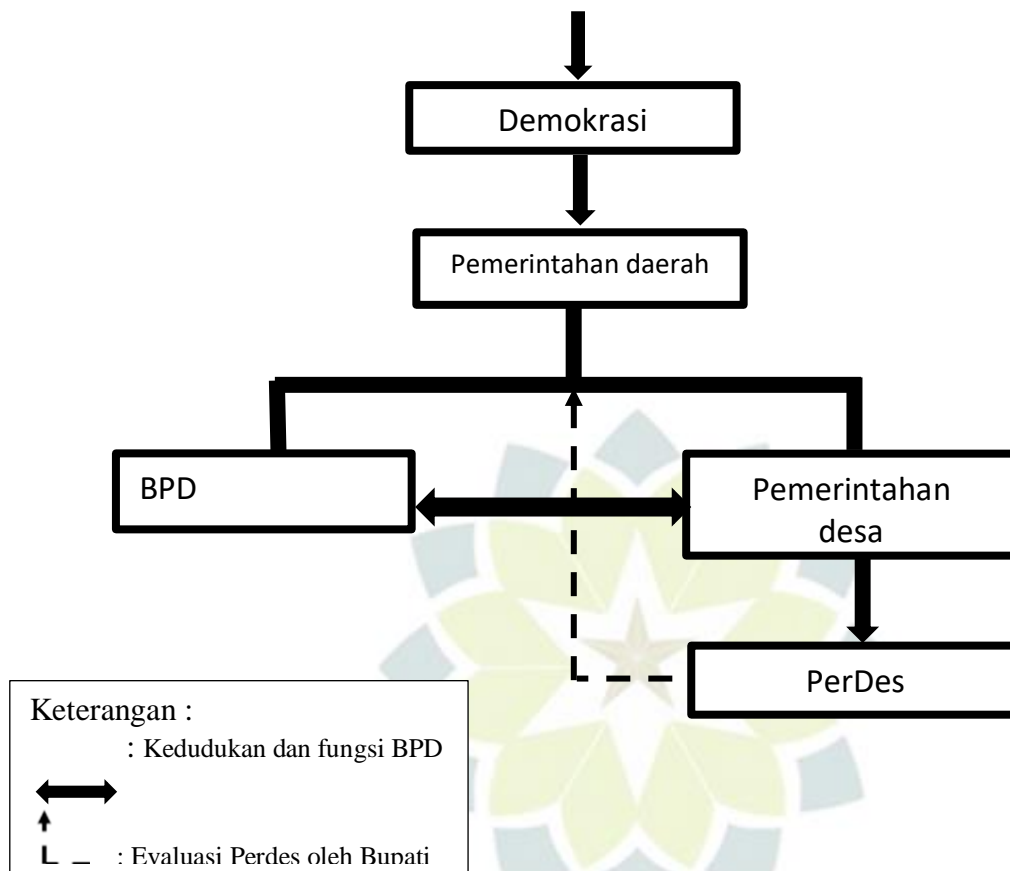 Demokrasi
Pemerintahan daerah
BPD
Pemerintahan
desa
PerDes
Keterangan :
: Kedudukan dan fungsi BPD
: Evaluasi Perdes oleh Bupati